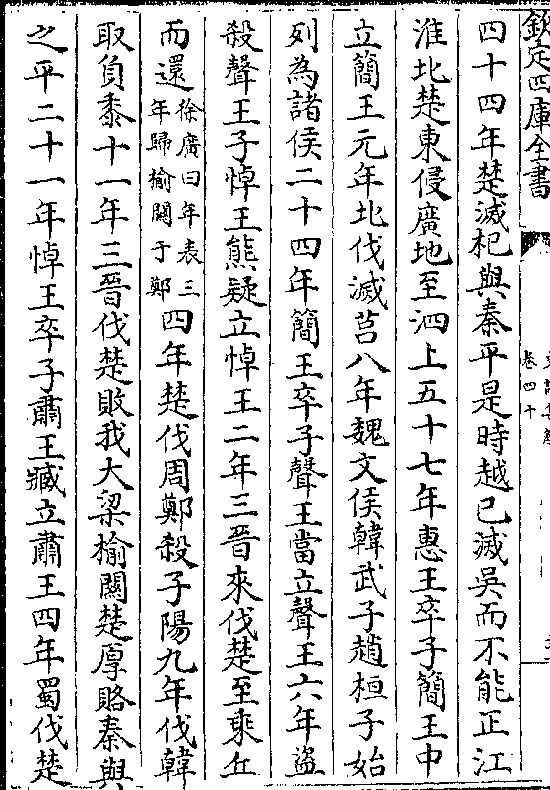 欽定四庫全書
卷四十
四十四年楚滅杞與秦平是時越已滅吳而不能正江
淮北楚東侵廣地至泗上五十七年惠王卒子簡王中
立簡王元年北伐滅莒八年魏文侯韓武子趙桓子始
列為諸侯二十四年簡王卒子聲王當立聲王六年盜
殺聲王子悼王熊疑立悼王二年三晉來伐楚至乘丘
而還徐廣曰年表三年歸榆關于鄭四年楚伐周鄭殺子陽九年伐韓
取負黍十一年三晉伐楚敗我大梁榆關楚厚賂秦與
之平二十一年悼王卒子肅王臧立肅王四年蜀伐楚